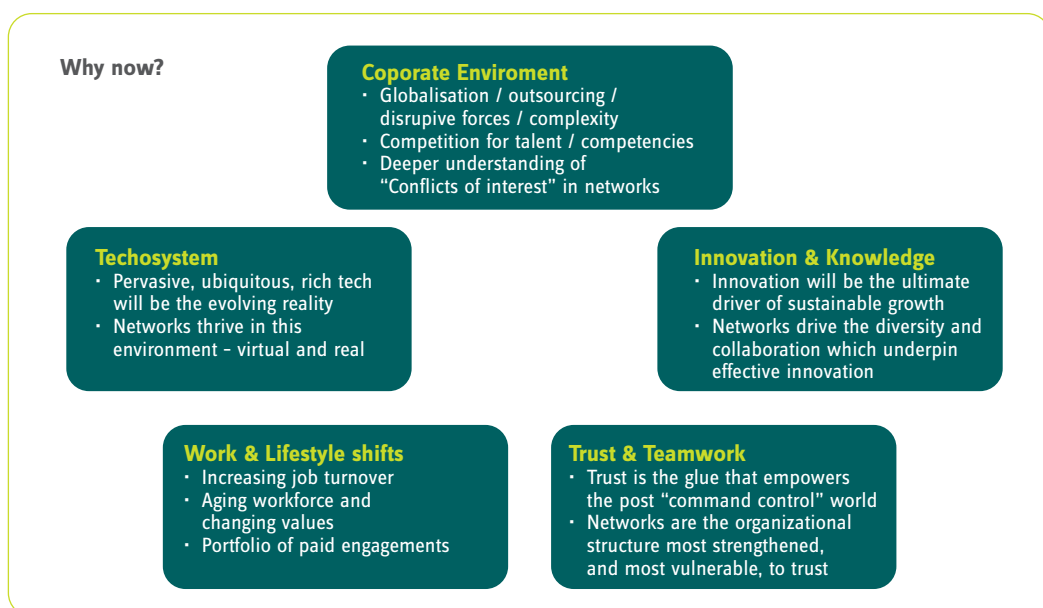 Why now?
Coporate Enviroment
· Globalisation / outsourcing /
disrupive forces / complexity
· Competition for talent / competencies
· Deeper understanding of
“Conflicts of interest” in networks
Techosystem
· Pervasive, ubiquitous, rich tech
will be the evolving reality
· Networks thrive in this
environment – virtual and real
Innovation & Knowledge
· Innovation will be the ultimate
driver of sustainable growth
· Networks drive the diversity and
collaboration which underpin
effective innovation
Work & Lifestyle shifts
· Increasing job turnover
· Aging workforce and
changing values
· Portfolio of paid engagements
Trust & Teamwork
· Trust is the glue that empowers
the post “command control” world
· Networks are the organizational
structure most strengthened,
and most vulnerable, to trust